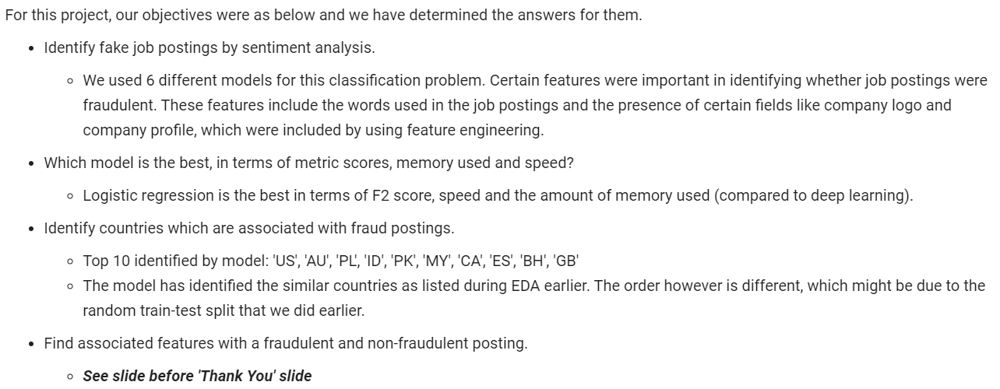 For this project, our objectives were as below and we have determined the answers for them.
• Identify fake job postings by sentiment analysis.
◦ We used 6 different models for this classification problem. Certain features were important in identifying whether job postings were
fraudulent. These features include the words used in the job postings and the presence of certain fields like company logo and
company profile, which were included by using feature engineering.
• Which model is the best, in terms of metric scores, memory used and speed?
◦ Logistic regression is the best in terms of F2 score, speed and the amount of memory used (compared to deep learning).
• Identify countries which are associated with fraud postings.
◦ Top 10 identified by model: 'US', 'AU', 'PL', 'ID', 'PK', 'MY', 'CA', 'ES', 'BH', 'GB'
◦ The model has identified the similar countries as listed during EDA earlier. The order however is different, which might be due to the
random train-test split that we did earlier.
• Find associated features with a fraudulent and non-fraudulent posting.
◦ See slide before 'Thank You' slide